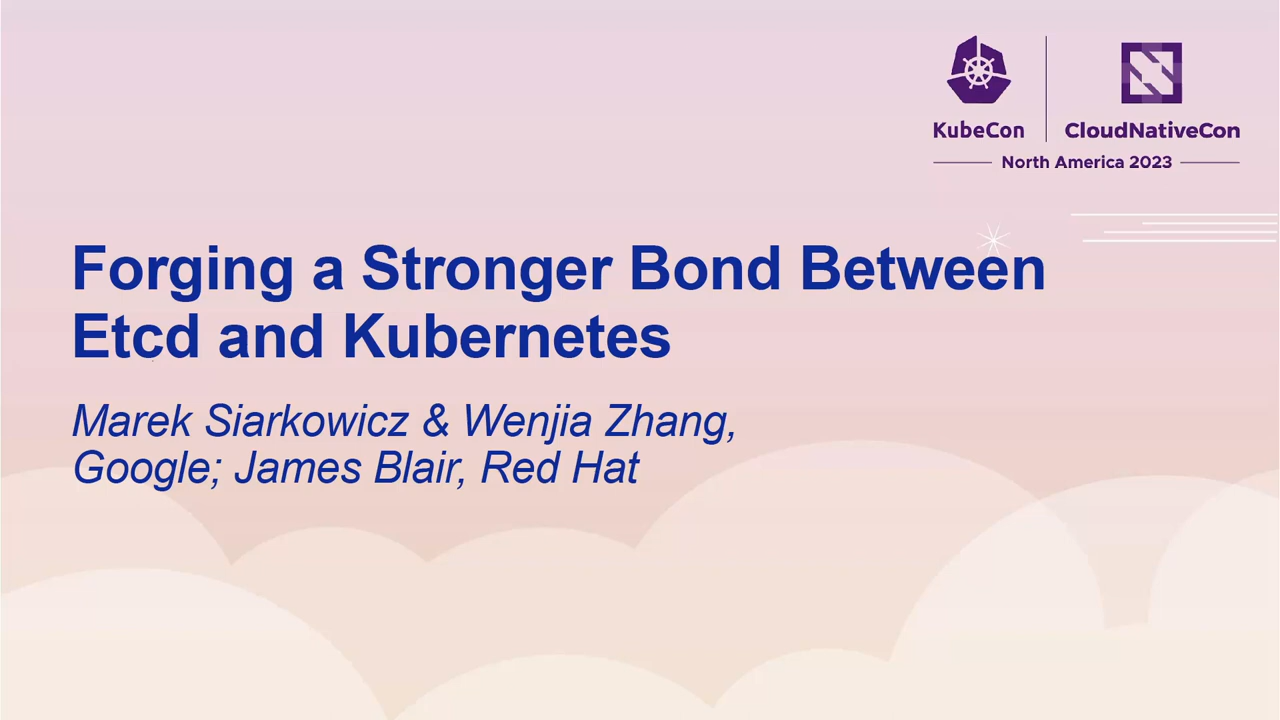 KubeCon
CloudNativeCon
North America 2023
Forging a Stronger Bond Between
Etcd and Kubernetes
Marek Siarkowicz & Wenjia Zhang,
Google; James Blair, Red Hat